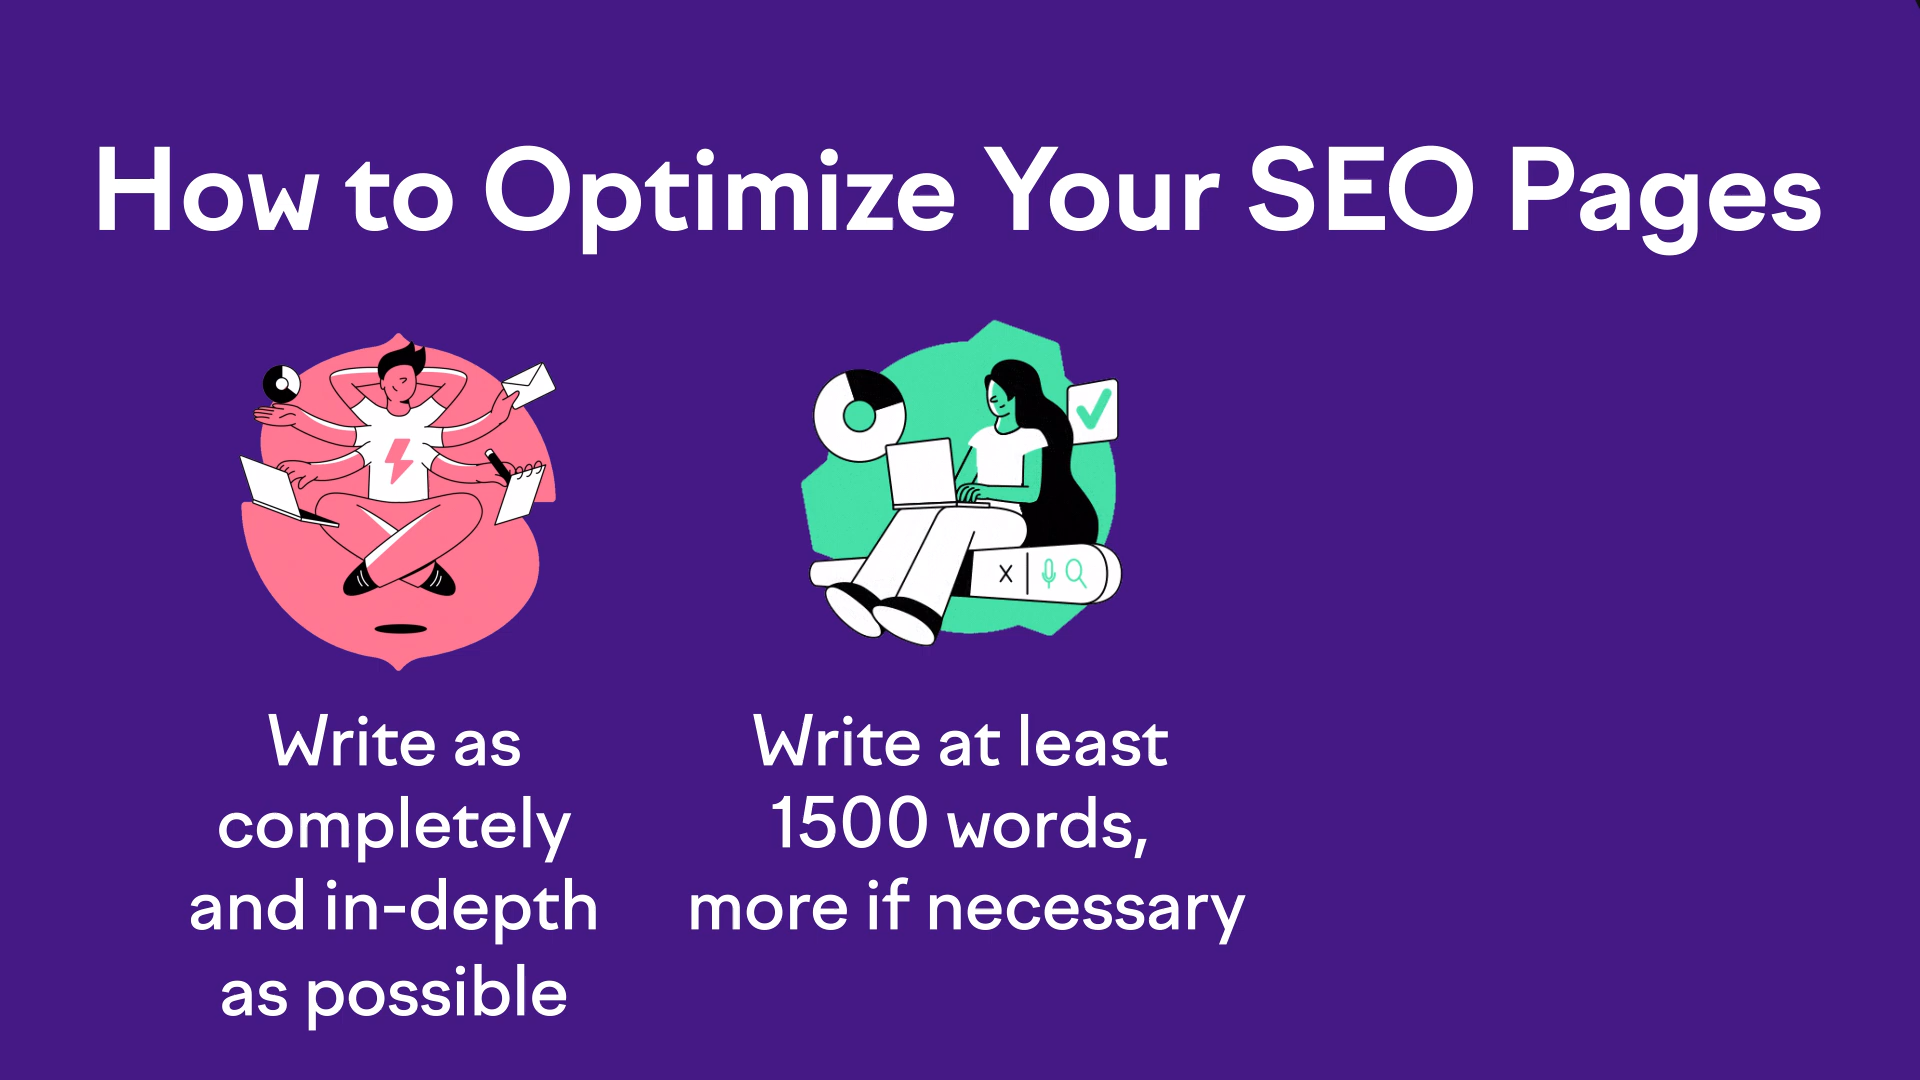 How to Optimize Your SEO Pages
Write as
completely
and in-depth
as possible
Write at least
1500 words,
more if necessary